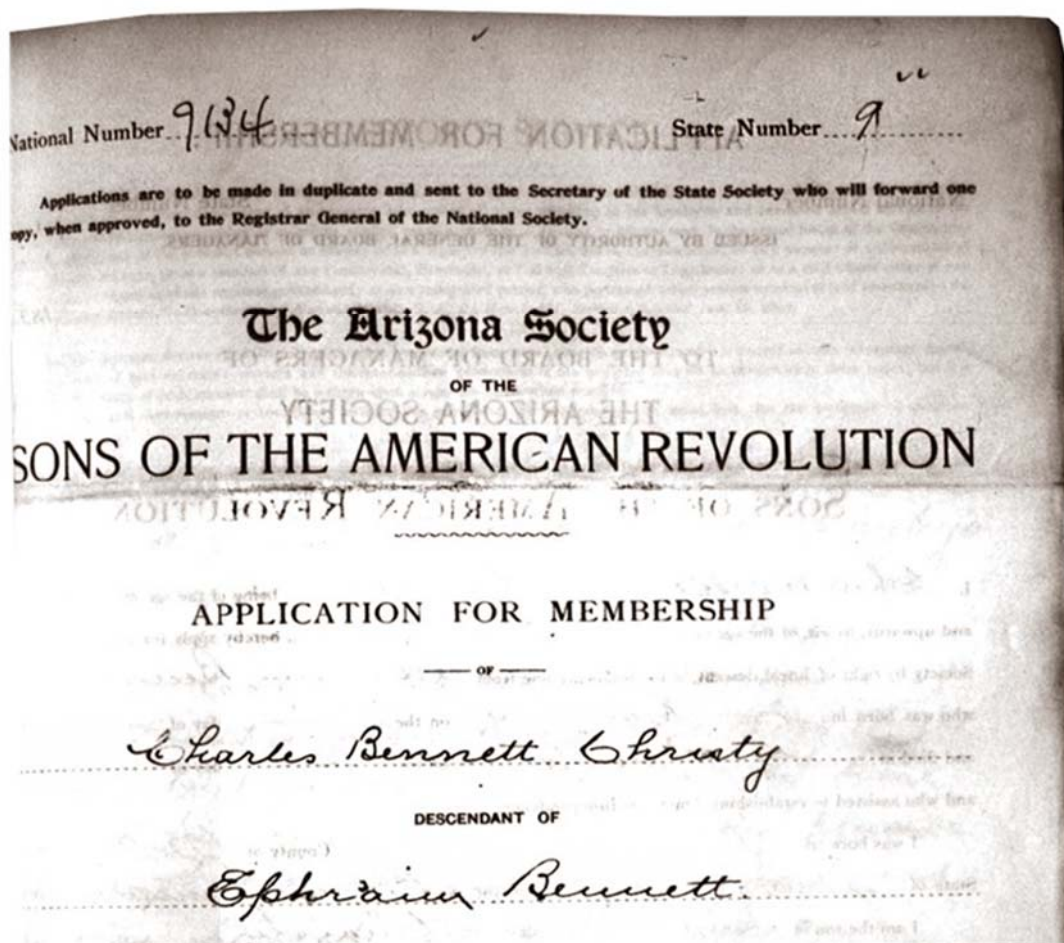 National Number 9134 State Number 9
Applications are to be made in duplicate and sent to the Secretary of the State Society who will forward one
opy, when approved, to the Registrar General of the National Society.
The Arizona Society
OF THE
SONS OF THE AMERICAN REVOLUTION
APPLICATION FOR MEMBERSHIP
OF
Charles Bennett Christy
DESCENDANT OF
Ephraim Bennett.